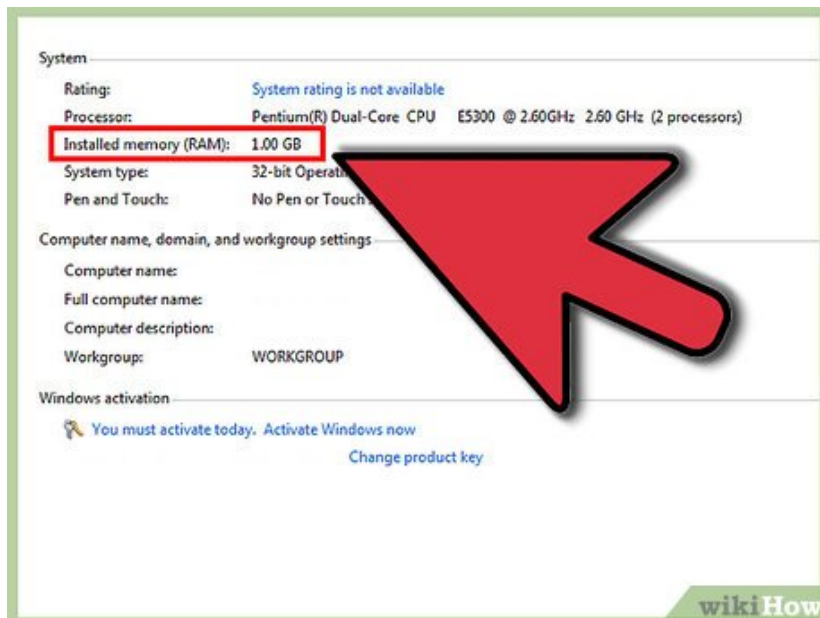 System
Rating: System rating is not available
Processor: Pentium(R) Dual-Core CPU E5300 @ 2.60GHz 2.60 GHz (2 processors)
Installed memory (RAM): 1.00 GB
System type: 32-bit
Pen and Touch: No Pen or Touch
Computer name, domain, and workgroup settings
Computer name:
Full computer name:
Computer description:
Workgroup: WORKGROUP
Windows activation
You must activate today. Activate Windows now
Change product key
wikiHow